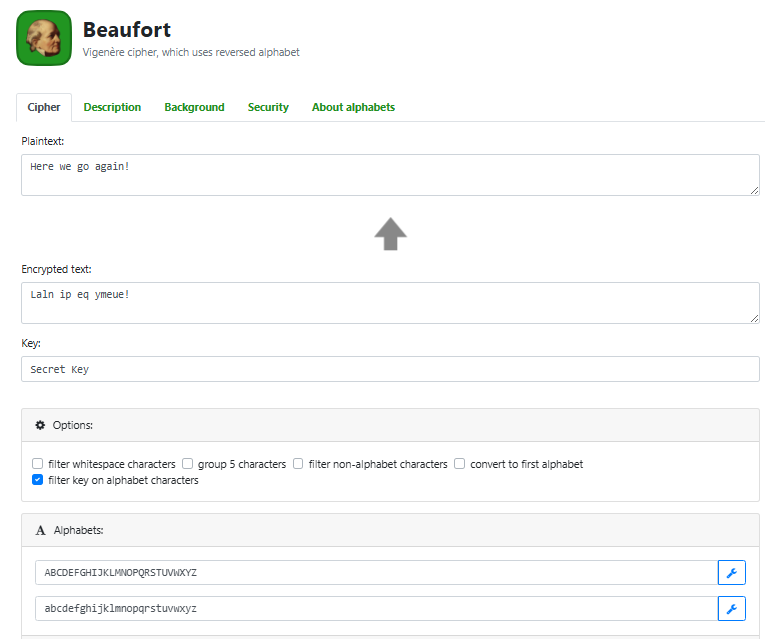 Beaufort
Vigenère cipher, which uses reversed alphabet
Cipher Description Background Security About alphabets
Plaintext:
Here we go again!
Encrypted text:
Laln ip eq ymeue!
Key:
Secret Key
Options:
filter whitespace characters group 5 characters filter non-alphabet characters convert to first alphabet
filter key on alphabet characters
Alphabets:
ABCDEFGHIJKLMNOPQRSTUVWXYZ
abcdefghijklmnopqrstuvwxyz